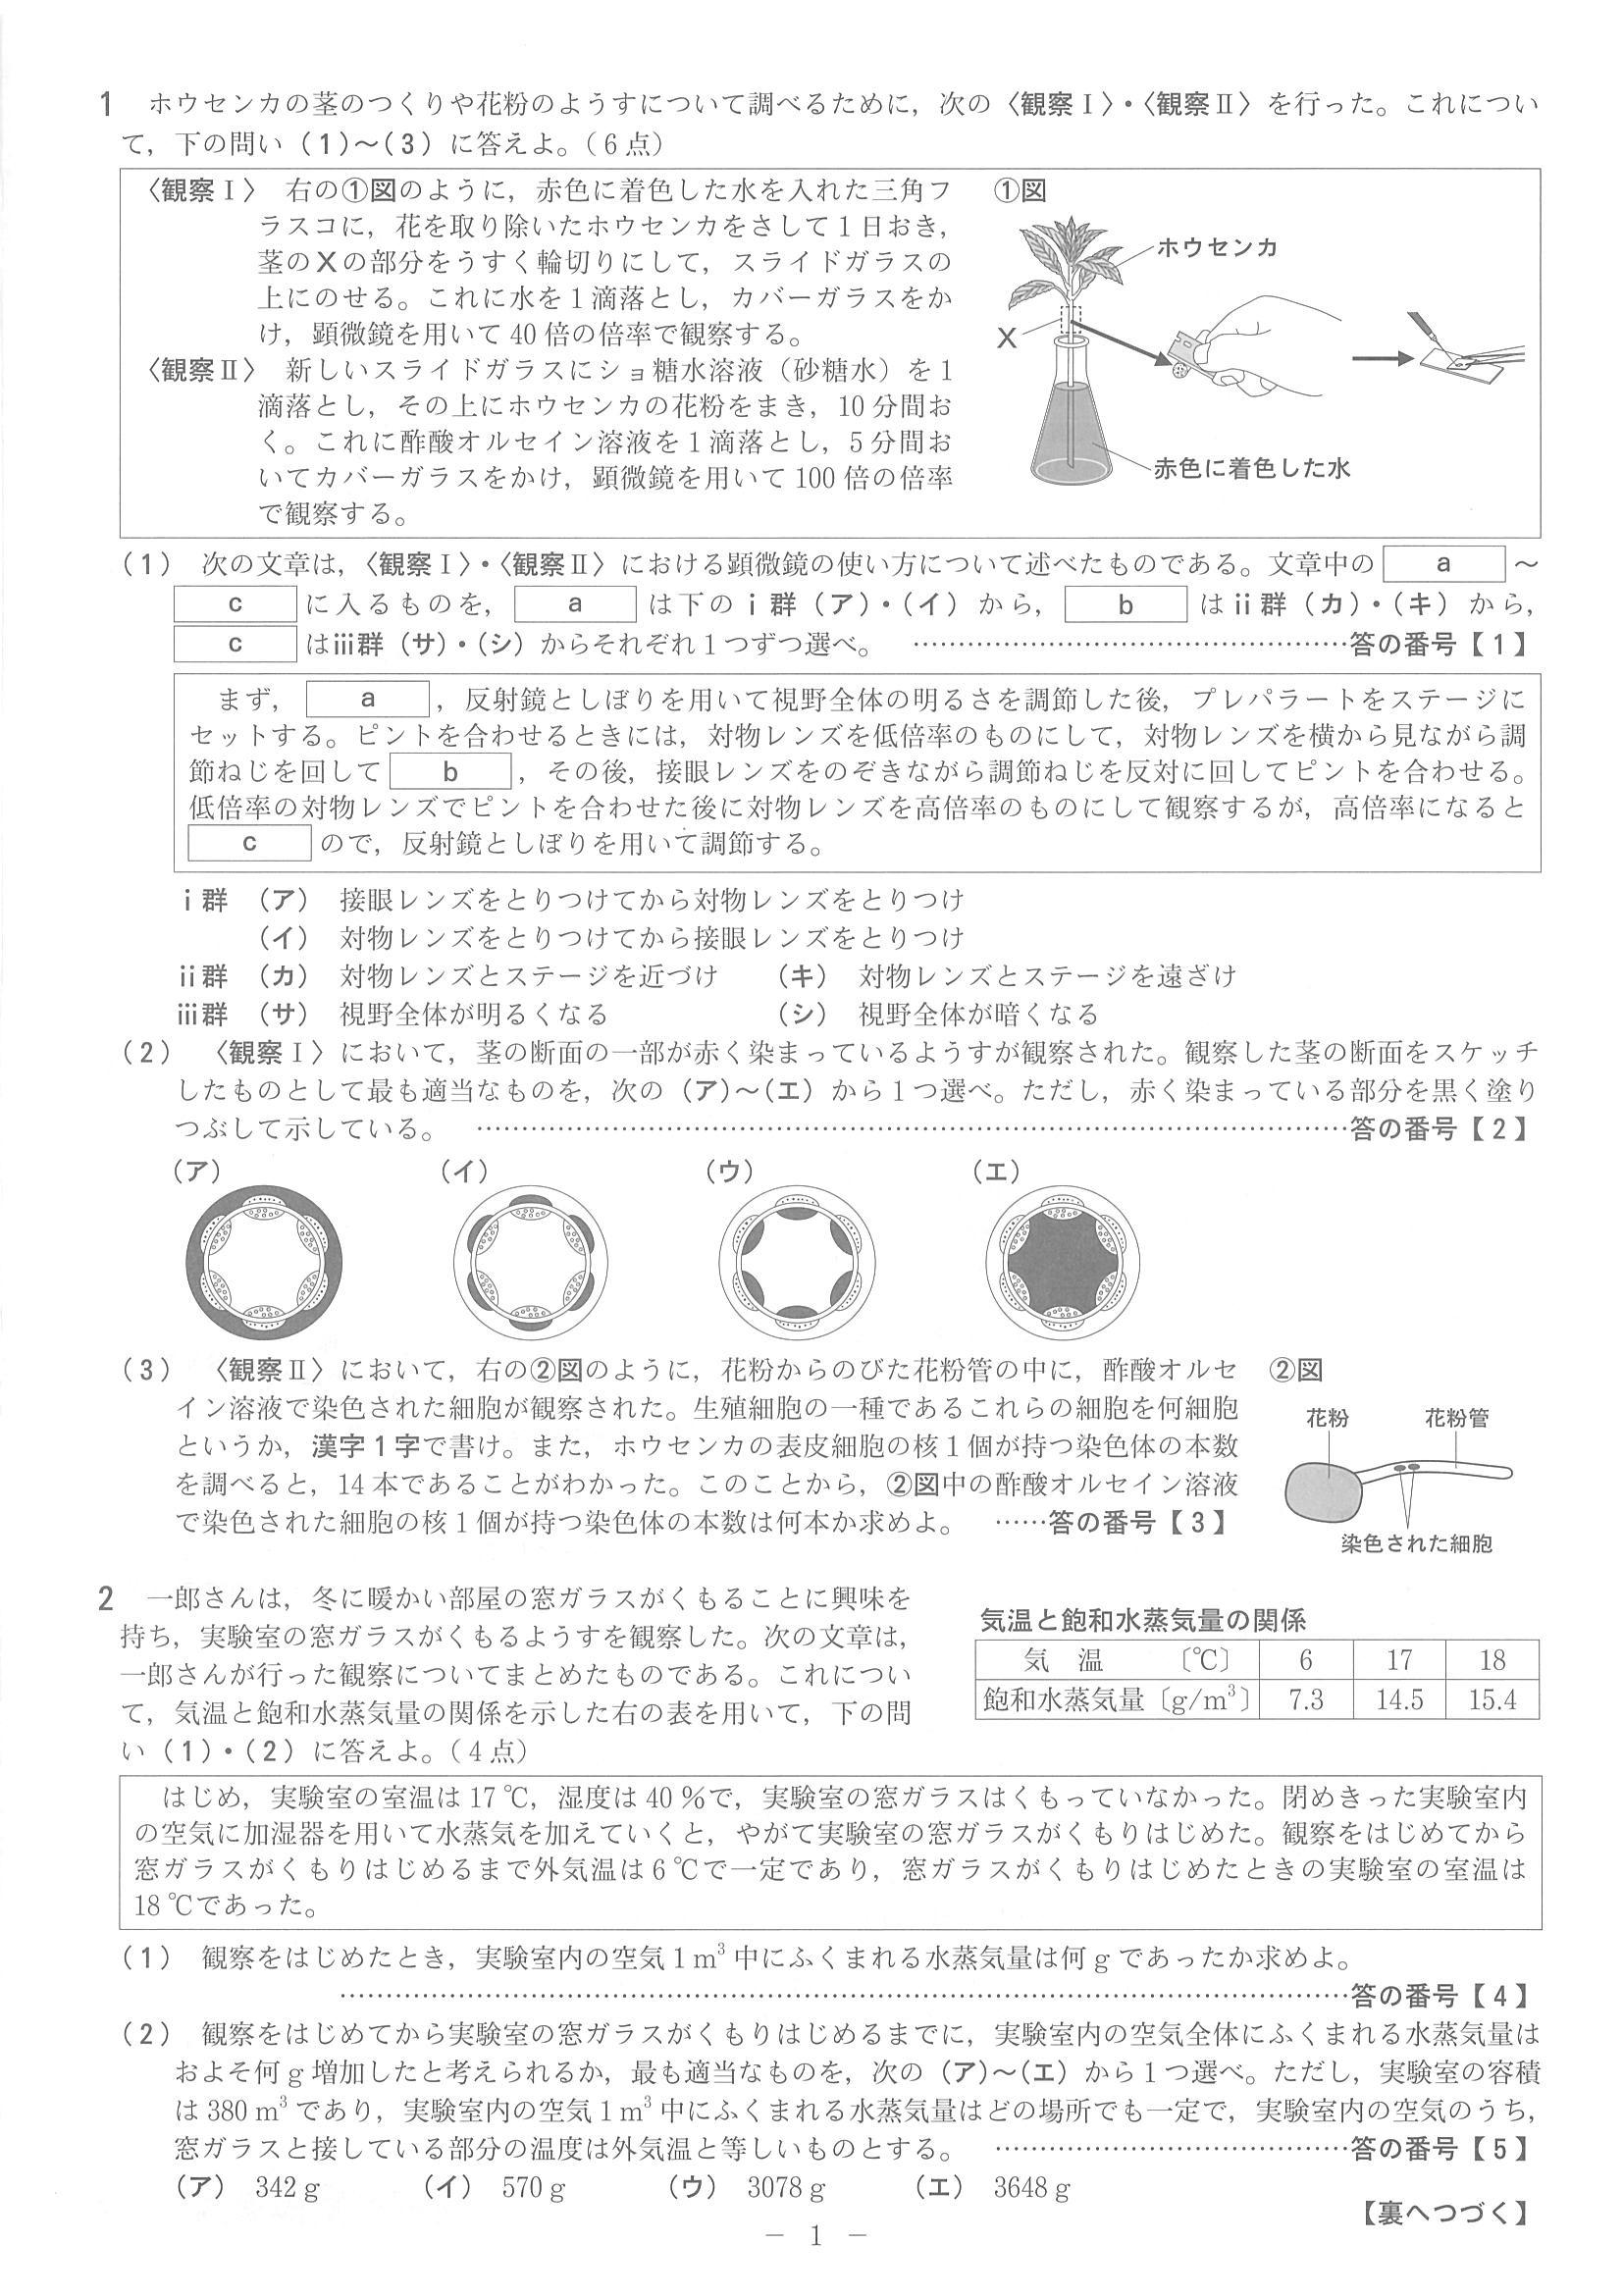 1 ホウセンカの茎のつくりや花粉のようすについて調べるために，次の〈観察Ⅰ〉・〈観察Ⅱ〉を行った。これについ
て，下の問い（1）～（3）に答えよ。（6点）
〈観察Ⅰ〉 右の①図のように，赤色に着色した水を入れた三角フ
ラスコに，花を取り除いたホウセンカをさして1日おき，
茎のXの部分をうすく輪切りにして，スライドガラスの
上にのせる。これに水を1滴落とし，カバーガラスをか
け，顕微鏡を用いて40倍の倍率で観察する。
〈観察Ⅱ〉 新しいスライドガラスにショ糖水溶液（砂糖水）を1
滴落とし，その上にホウセンカの花粉をまき，10分間お
く。これに酢酸オルセイン溶液を1滴落とし，5分間お
いてカバーガラスをかけ，顕微鏡を用いて100倍の倍率
で観察する。
①図
ホウセンカ
X
赤色に着色した水
（1） 次の文章は，〈観察Ⅰ〉・〈観察Ⅱ〉における顕微鏡の使い方について述べたものである。文章中の a ～
c に入るものを， a は下のⅰ群（ア）・（イ）から， b はⅱ群（カ）・（キ）から，
c はⅲ群（サ）・（シ）からそれぞれ1つずつ選べ。 ……………………………………………答の番号【1】
まず， a ，反射鏡としぼりを用いて視野全体の明るさを調節した後，プレパラートをステージに
セットする。ピントを合わせるときには，対物レンズを低倍率のものにして，対物レンズを横から見ながら調
節ねじを回して b ，その後，接眼レンズをのぞきながら調節ねじを反対に回してピントを合わせる。
低倍率の対物レンズでピントを合わせた後に対物レンズを高倍率のものにして観察するが，高倍率になると
c ので，反射鏡としぼりを用いて調節する。
ⅰ群 （ア） 接眼レンズをとりつけてから対物レンズをとりつけ
（イ） 対物レンズをとりつけてから接眼レンズをとりつけ
ⅱ群 （カ） 対物レンズとステージを近づけ （キ） 対物レンズとステージを遠ざけ
ⅲ群 （サ） 視野全体が明るくなる （シ） 視野全体が暗くなる
（2） 〈観察Ⅰ〉において，茎の断面の一部が赤く染まっているようすが観察された。観察した茎の断面をスケッチ
したものとして最も適当なものを，次の（ア）～（エ）から1つ選べ。ただし，赤く染まっている部分を黒く塗り
つぶして示している。 ……………………………………………………………………………………答の番号【2】
（ア） （イ） （ウ） （エ）
（3） 〈観察Ⅱ〉において，右の②図のように，花粉からのびた花粉管の中に，酢酸オルセ
イン溶液で染色された細胞が観察された。生殖細胞の一種であるこれらの細胞を何細胞
というか，漢字1字で書け。また，ホウセンカの表皮細胞の核1個が持つ染色体の本数
を調べると，14本であることがわかった。このことから，②図中の酢酸オルセイン溶液
で染色された細胞の核1個が持つ染色体の本数は何本か求めよ。 ……答の番号【3】
②図
花粉 花粉管
染色された細胞
2 一郎さんは，冬に暖かい部屋の窓ガラスがくもることに興味を
持ち，実験室の窓ガラスがくもるようすを観察した。次の文章は，
一郎さんが行った観察についてまとめたものである。これについ
て，気温と飽和水蒸気量の関係を示した右の表を用いて，下の問
い（1）・（2）に答えよ。（4点）
気温と飽和水蒸気量の関係
気 温 〔℃〕 6 17 18
飽和水蒸気量〔g/m³〕 7.3 14.5 15.4
はじめ，実験室の室温は17℃，湿度は40％で，実験室の窓ガラスはくもっていなかった。閉めきった実験室内
の空気に加湿器を用いて水蒸気を加えていくと，やがて実験室の窓ガラスがくもりはじめた。観察をはじめてから
窓ガラスがくもりはじめるまで外気温は6℃で一定であり，窓ガラスがくもりはじめたときの実験室の室温は
18℃であった。
（1） 観察をはじめたとき，実験室内の空気1m³中にふくまれる水蒸気量は何gであったか求めよ。
…………………………………………………………………………………………………答の番号【4】
（2） 観察をはじめてから実験室の窓ガラスがくもりはじめるまでに，実験室内の空気全体にふくまれる水蒸気量は
およそ何g増加したと考えられるか，最も適当なものを，次の（ア）～（エ）から1つ選べ。ただし，実験室の容積
は380m³であり，実験室内の空気1m³中にふくまれる水蒸気量はどの場所でも一定で，実験室内の空気のうち，
窓ガラスと接している部分の温度は外気温と等しいものとする。 …………………………………答の番号【5】
（ア） 342g （イ） 570g （ウ） 3078g （エ） 3648g
【裏へつづく】
－ 1 －